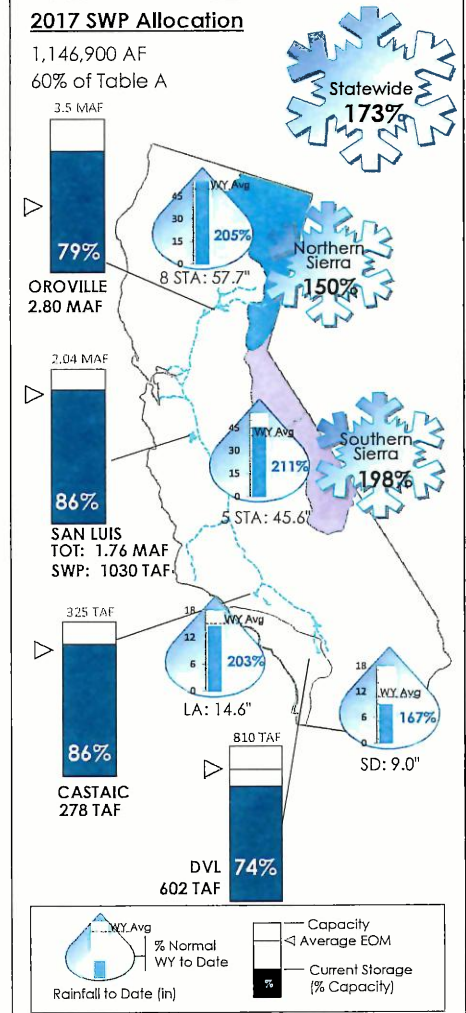 2017 SWP Allocation
1,146,900 AF
60% of Table A
Statewide
173%
3.5 MAF
79%
OROVILLE
2.80 MAF
WY Avg
45
30
15
0
205%
8 STA: 57.7"
Northern
Sierra
150%
2.04 MAF
86%
SAN LUIS
TOT: 1.76 MAF
SWP: 1030 TAF
WY Avg
45
30
15
0
211%
5 STA: 45.6"
Southern
Sierra
198%
325 TAF
86%
CASTAIC
278 TAF
18
12
6
0
WY Avg
203%
LA: 14.6"
18
12
6
0
WY Avg
167%
SD: 9.0"
810 TAF
74%
DVL
602 TAF
WY Avg
% Normal
WY to Date
Rainfall to Date (in)
Capacity
Average EOM
Current Storage
(% Capacity)
%